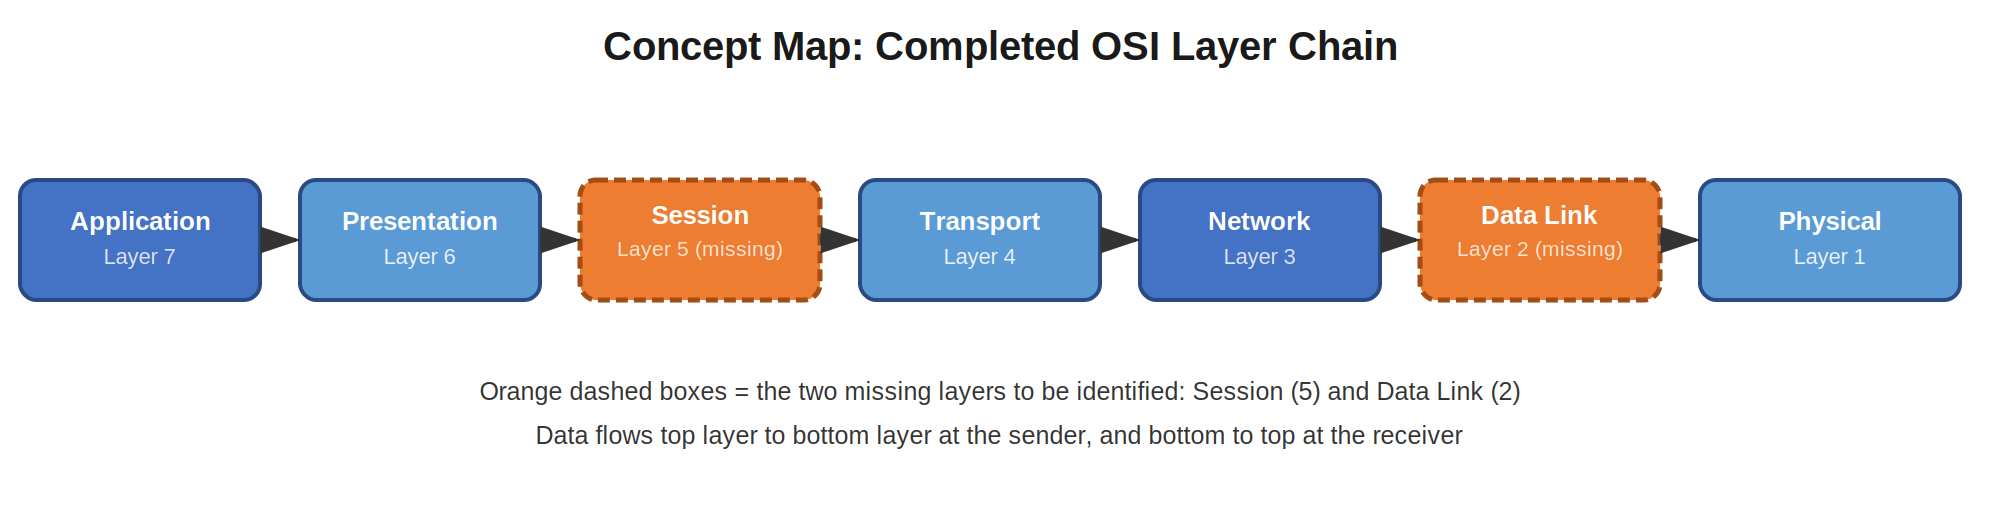 Concept Map: Completed OSI Layer Chain
Application
Layer 7
Presentation
Layer 6
Session
Layer 5 (missing)
Transport
Layer 4
Network
Layer 3
Data Link
Layer 2 (missing)
Physical
Layer 1
Orange dashed boxes = the two missing layers to be identified: Session (5) and Data Link (2)
Data flows top layer to bottom layer at the sender, and bottom to top at the receiver